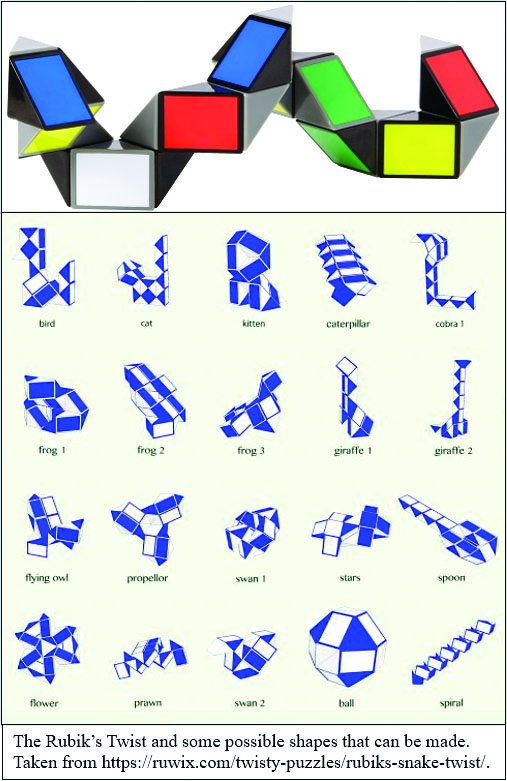 bird cat kitten caterpillar cobra 1
frog 1 frog 2 frog 3 giraffe 1 giraffe 2
flying owl propellor swan 1 stars spoon
flower prawn swan 2 ball spiral
The Rubik's Twist and some possible shapes that can be made.
Taken from https://ruwix.com/twisty-puzzles/rubiks-snake-twist/.